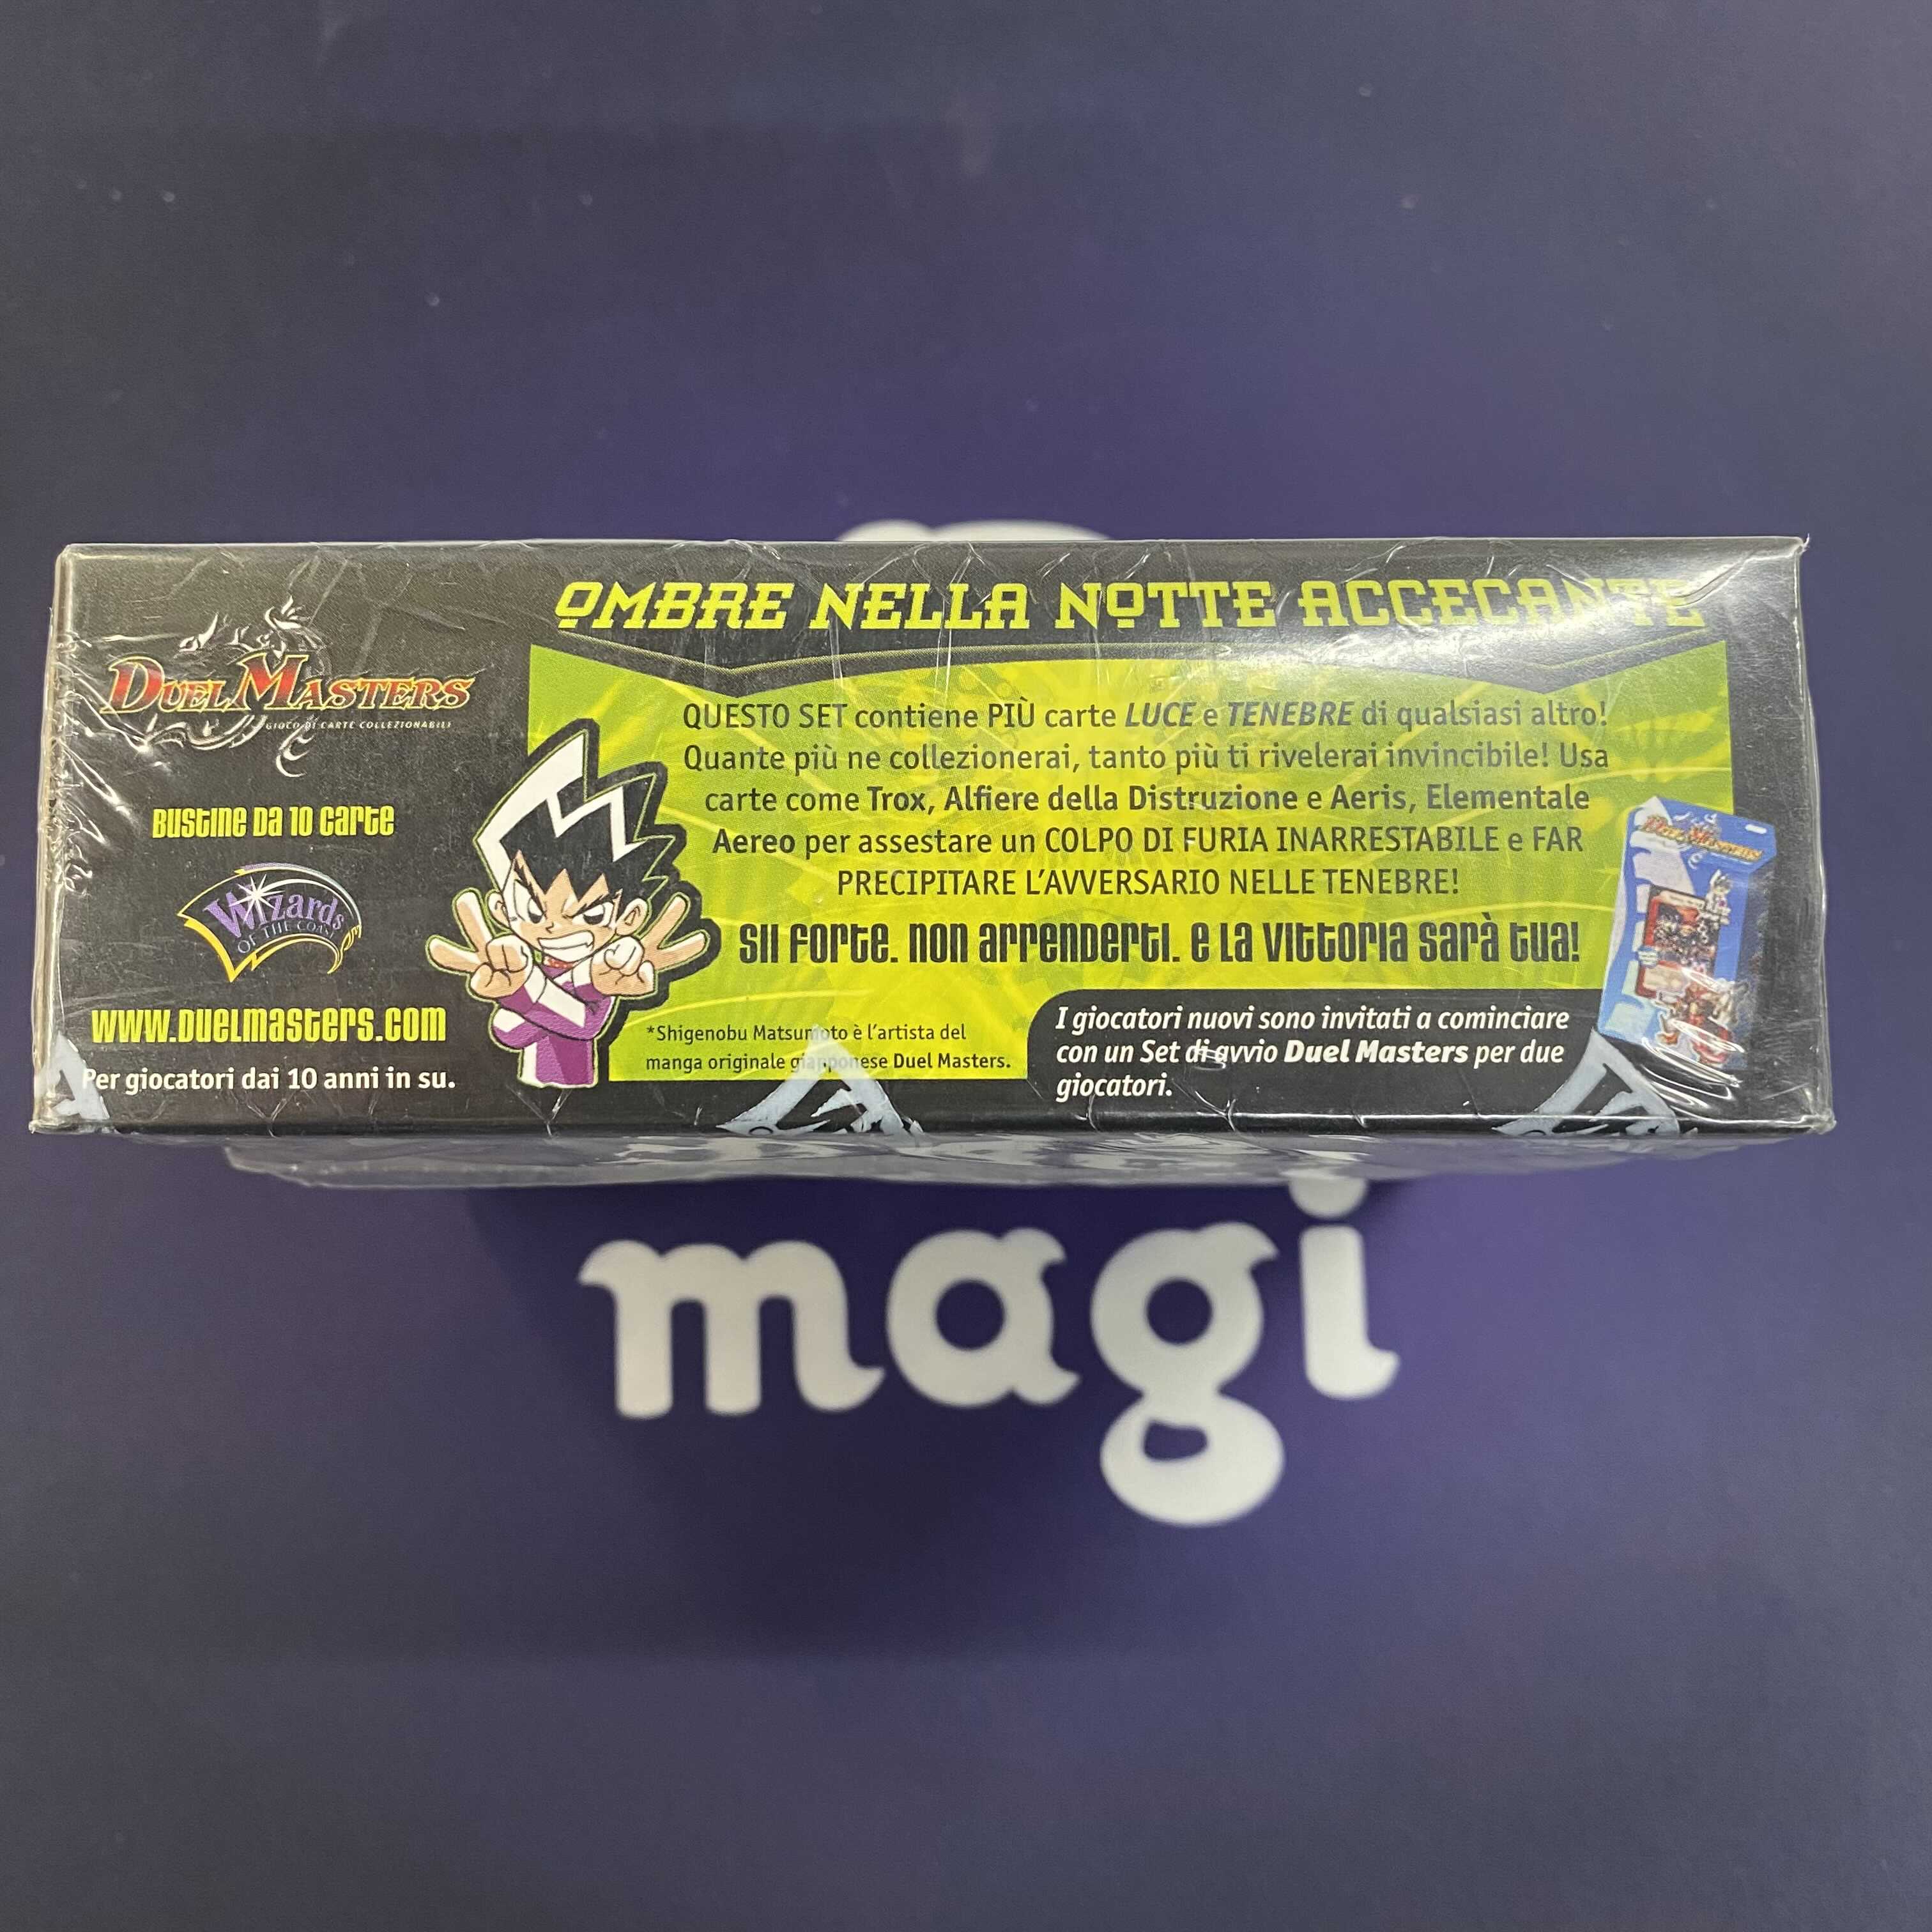 OMBRE NELLA NOTTE ACCECANTE
DUEL MASTERS
GIOCO DI CARTE COLLEZIONABILI
BUSTINE DA 10 CARTE
Wizards
OF THE COAST
WWW.DUELMASTERS.COM
Per giocatori dai 10 anni in su.
QUESTO SET contiene PIÙ carte LUCE e TENEBRE di qualsiasi altro!
Quante più ne collezionerai, tanto più ti rivelerai invincibile! Usa
carte come Trox, Alfiere della Distruzione e Aeris, Elementale
Aereo per assestare un COLPO DI FURIA INARRESTABILE e FAR
PRECIPITARE L'AVVERSARIO NELLE TENEBRE!
SII FORTE. NON ARRENDERTI. E LA VITTORIA SARÀ TUA!
*Shigenobu Matsumoto è l'artista del
manga originale giapponese Duel Masters.
I giocatori nuovi sono invitati a cominciare
con un Set di avvio Duel Masters per due
giocatori.
DUEL MASTERS
magi